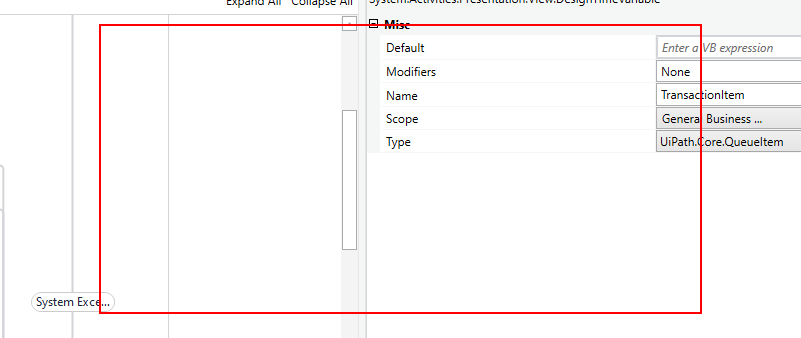 Expand All Collapse All
System.Activities.Presentation.View.DesignTimeVariable
Misc
Default Enter a VB expression
Modifiers None
Name TransactionItem
Scope General Business ...
Type UiPath.Core.QueueItem
System Exce...